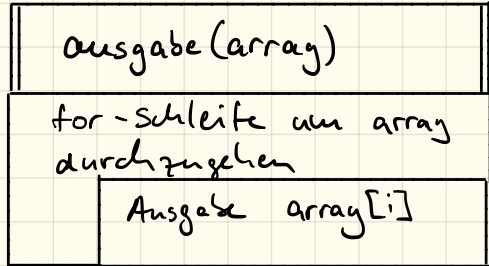 ausgabe(array)
for-Schleife um array
durchzugehen
Ausgabe array[i]